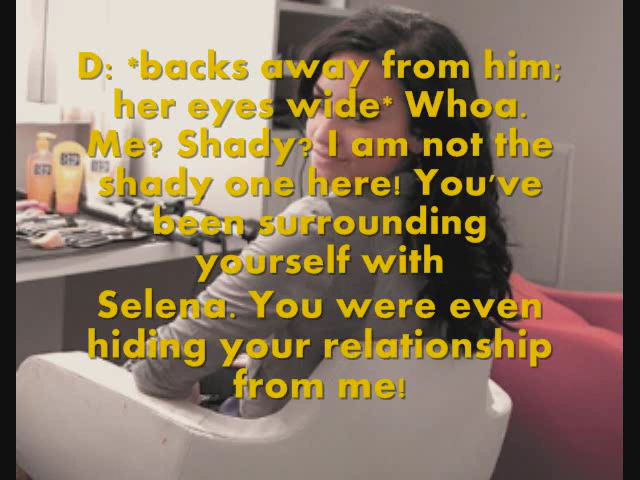 D: *backs away from him;
her eyes wide* Whoa.
Me? Shady? I am not the
shady one here! You've
been surrounding
yourself with
Selena. You were even
hiding your relationship
from me!